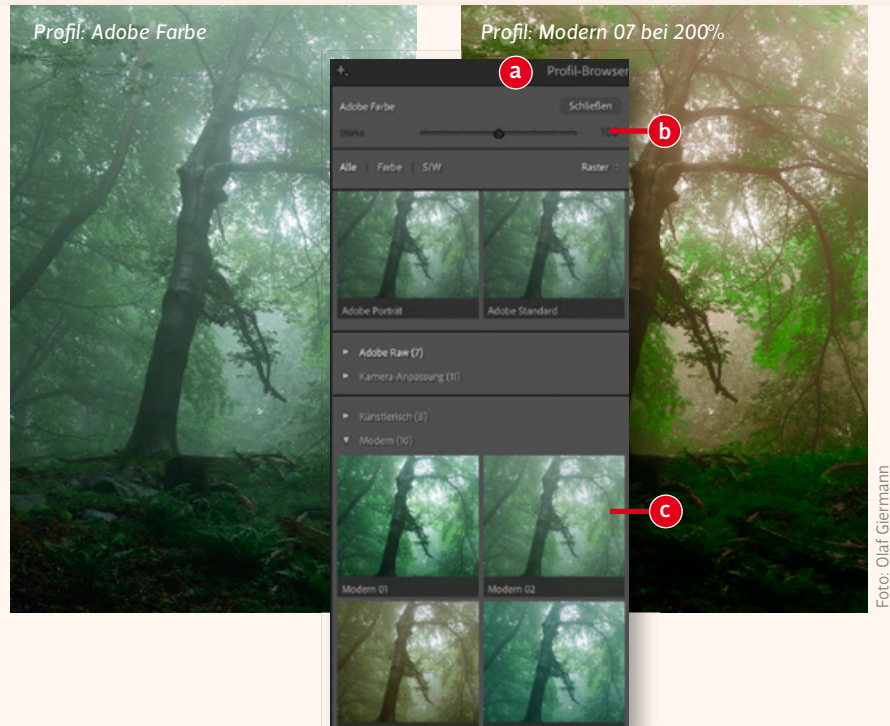 Profil: Adobe Farbe
Profil: Modern 07 bei 200%
a
Profil-Browser
Adobe Farbe
Schließen
Stärke
b
Alle | Farbe | S/W
Raster
Adobe Porträt
Adobe Standard
Adobe Raw (7)
Kamera-Anpassung (11)
Künstlerisch (8)
Modern (10)
c
Modern 01
Modern 02
Foto: Olaf Giermann